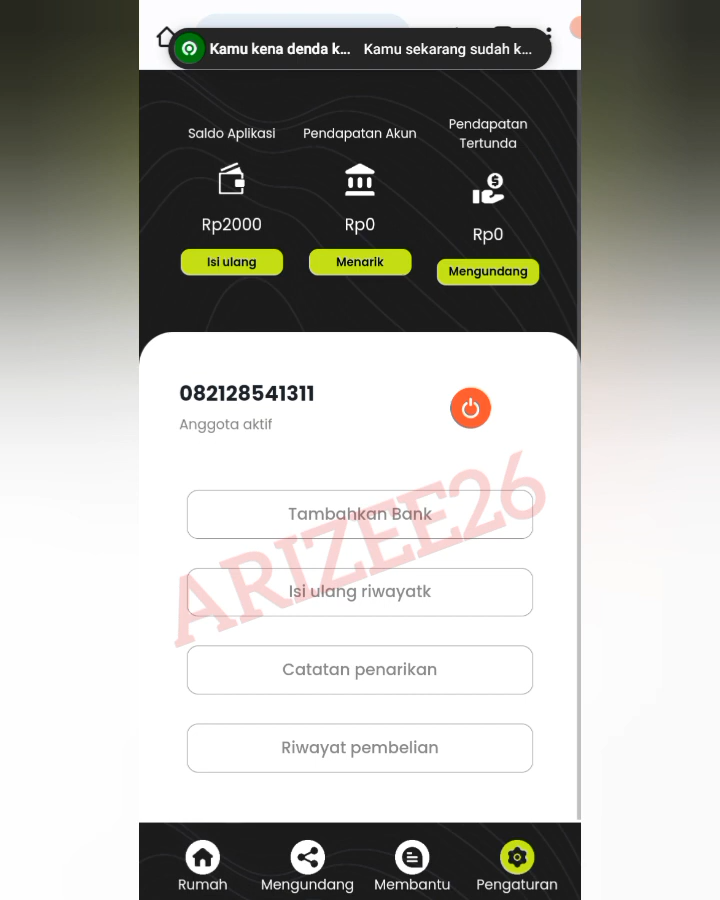 Kamu kena denda k... Kamu sekarang sudah k...
Saldo Aplikasi
Pendapatan Akun
Pendapatan
Tertunda
Rp2000
Rp0
Rp0
Isi ulang
Menarik
Mengundang
082128541311
Anggota aktif
Tambahkan Bank
ARIZEE26
Isi ulang riwayatk
Catatan penarikan
Riwayat pembelian
Rumah
Mengundang
Membantu
Pengaturan